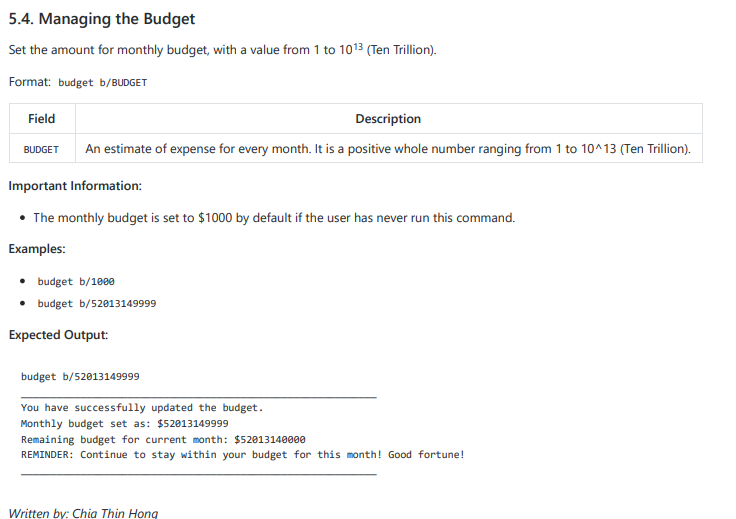 5.4. Managing the Budget
Set the amount for monthly budget, with a value from 1 to 10¹³ (Ten Trillion).
Format: budget b/BUDGET
Field Description
BUDGET An estimate of expense for every month. It is a positive whole number ranging from 1 to 10^13 (Ten Trillion).
Important Information:
• The monthly budget is set to $1000 by default if the user has never run this command.
Examples:
• budget b/1000
• budget b/52013149999
Expected Output:
budget b/52013149999
You have successfully updated the budget.
Monthly budget set as: $52013149999
Remaining budget for current month: $52013140000
REMINDER: Continue to stay within your budget for this month! Good fortune!
Written by: Chia Thin Hong